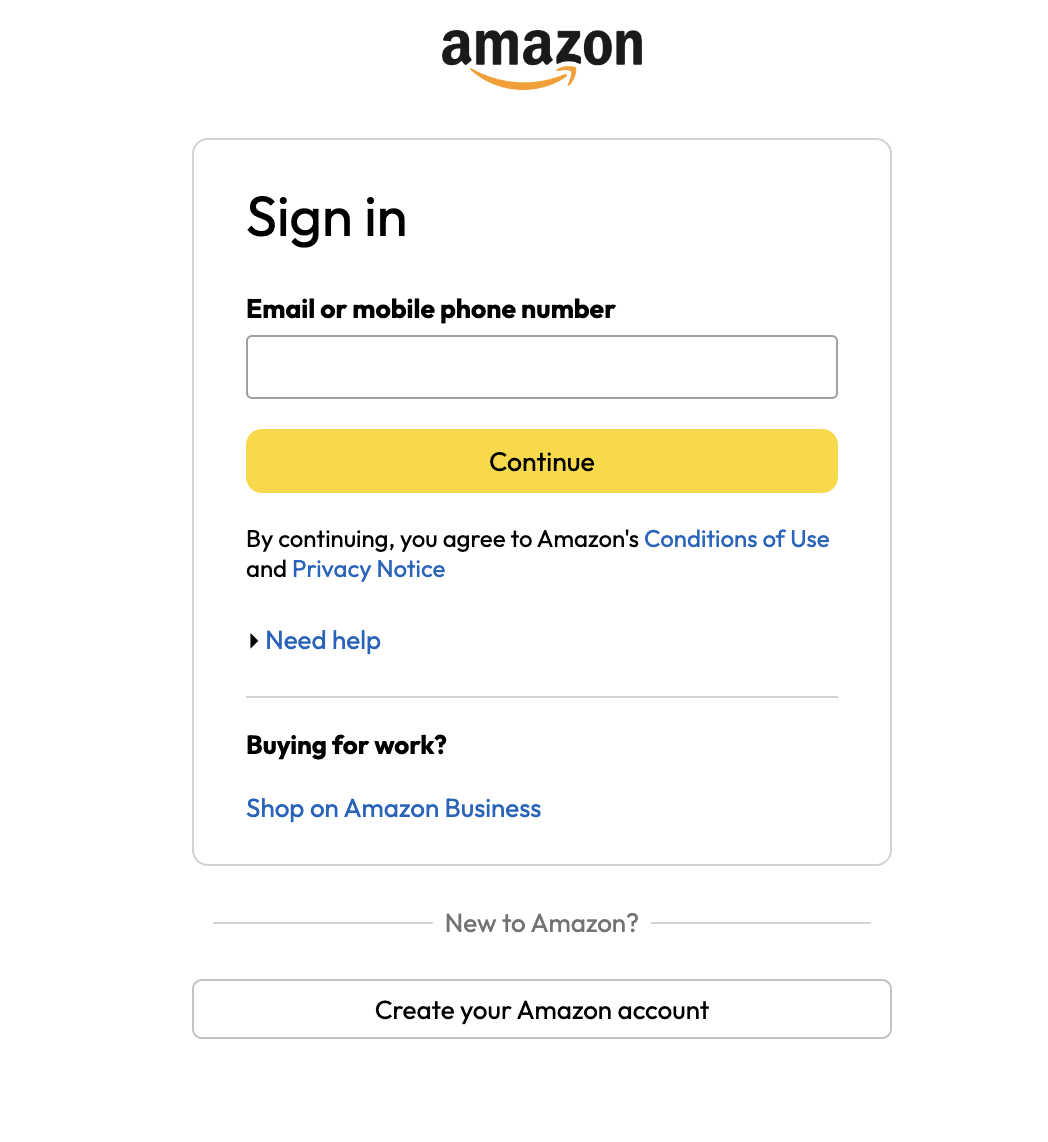 amazon
Sign in
Email or mobile phone number
Continue
By continuing, you agree to Amazon's Conditions of Use
and Privacy Notice
Need help
Buying for work?
Shop on Amazon Business
New to Amazon?
Create your Amazon account